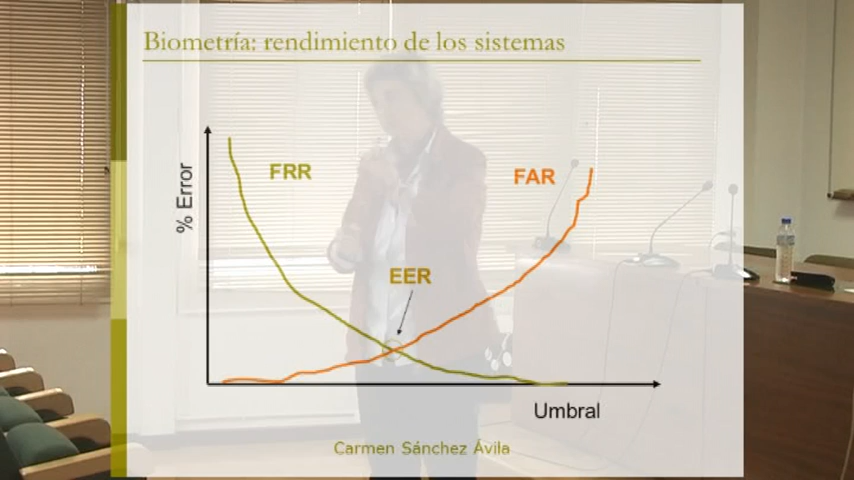 Biometría: rendimiento de los sistemas
% Error
FRR
FAR
EER
Umbral
Carmen Sánchez Ávila